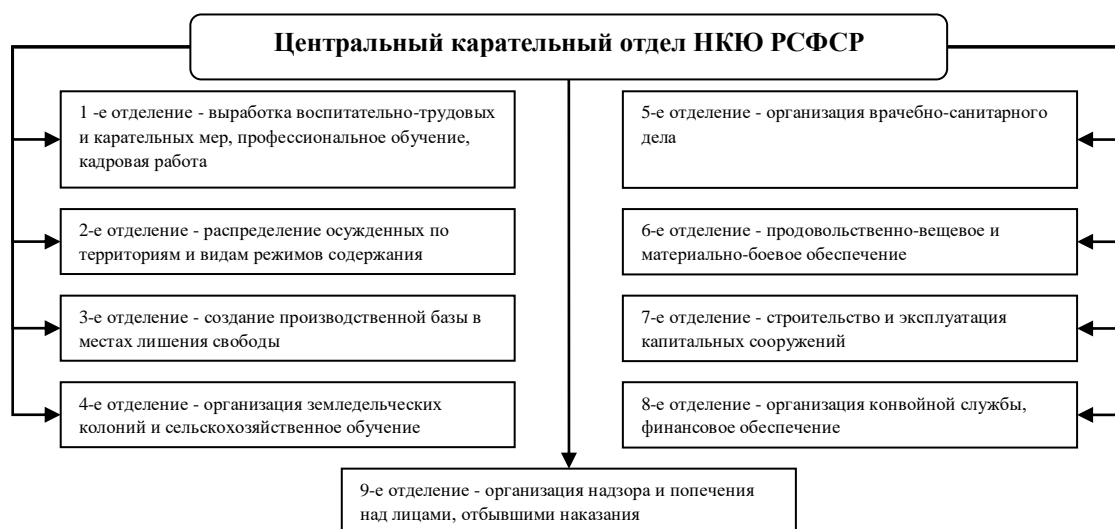 Центральный карательный отдел НКЮ РСФСР
1 -е отделение - выработка воспитательно-трудовых
и карательных мер, профессиональное обучение,
кадровая работа
2-е отделение - распределение осужденных по
территориям и видам режимов содержания
3-е отделение - создание производственной базы в
местах лишения свободы
4-е отделение - организация земледельческих
колоний и сельскохозяйственное обучение
5-е отделение - организация врачебно-санитарного
дела
6-е отделение - продовольственно-вещевое и
материально-боевое обеспечение
7-е отделение - строительство и эксплуатация
капитальных сооружений
8-е отделение - организация конвойной службы,
финансовое обеспечение
9-е отделение - организация надзора и попечения
над лицами, отбывшими наказания